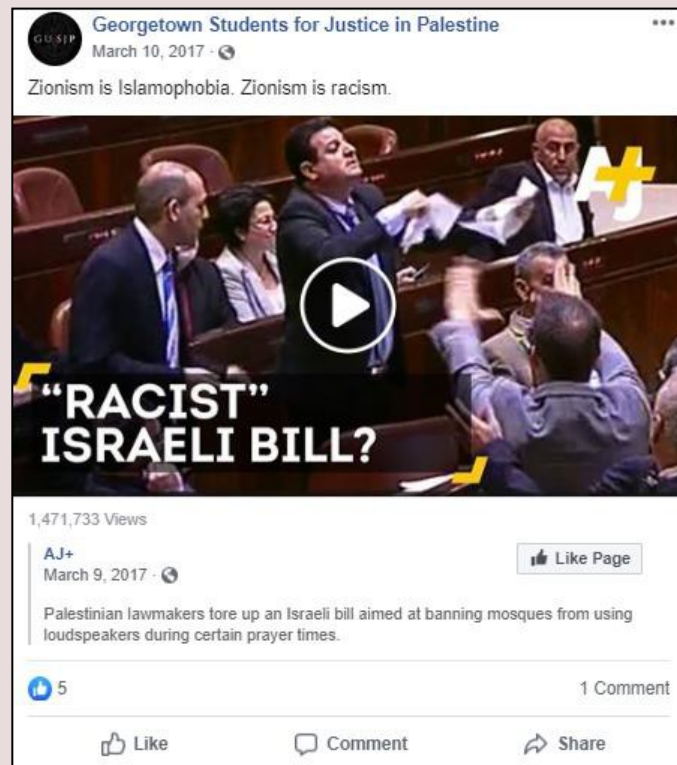 GUSJP
Georgetown Students for Justice in Palestine
March 10, 2017 ·
Zionism is Islamophobia. Zionism is racism.
AJ+
“RACIST”
ISRAELI BILL?
1,471,733 Views
AJ+
Like Page
March 9, 2017 ·
Palestinian lawmakers tore up an Israeli bill aimed at banning mosques from using
loudspeakers during certain prayer times.
5
1 Comment
Like
Comment
Share